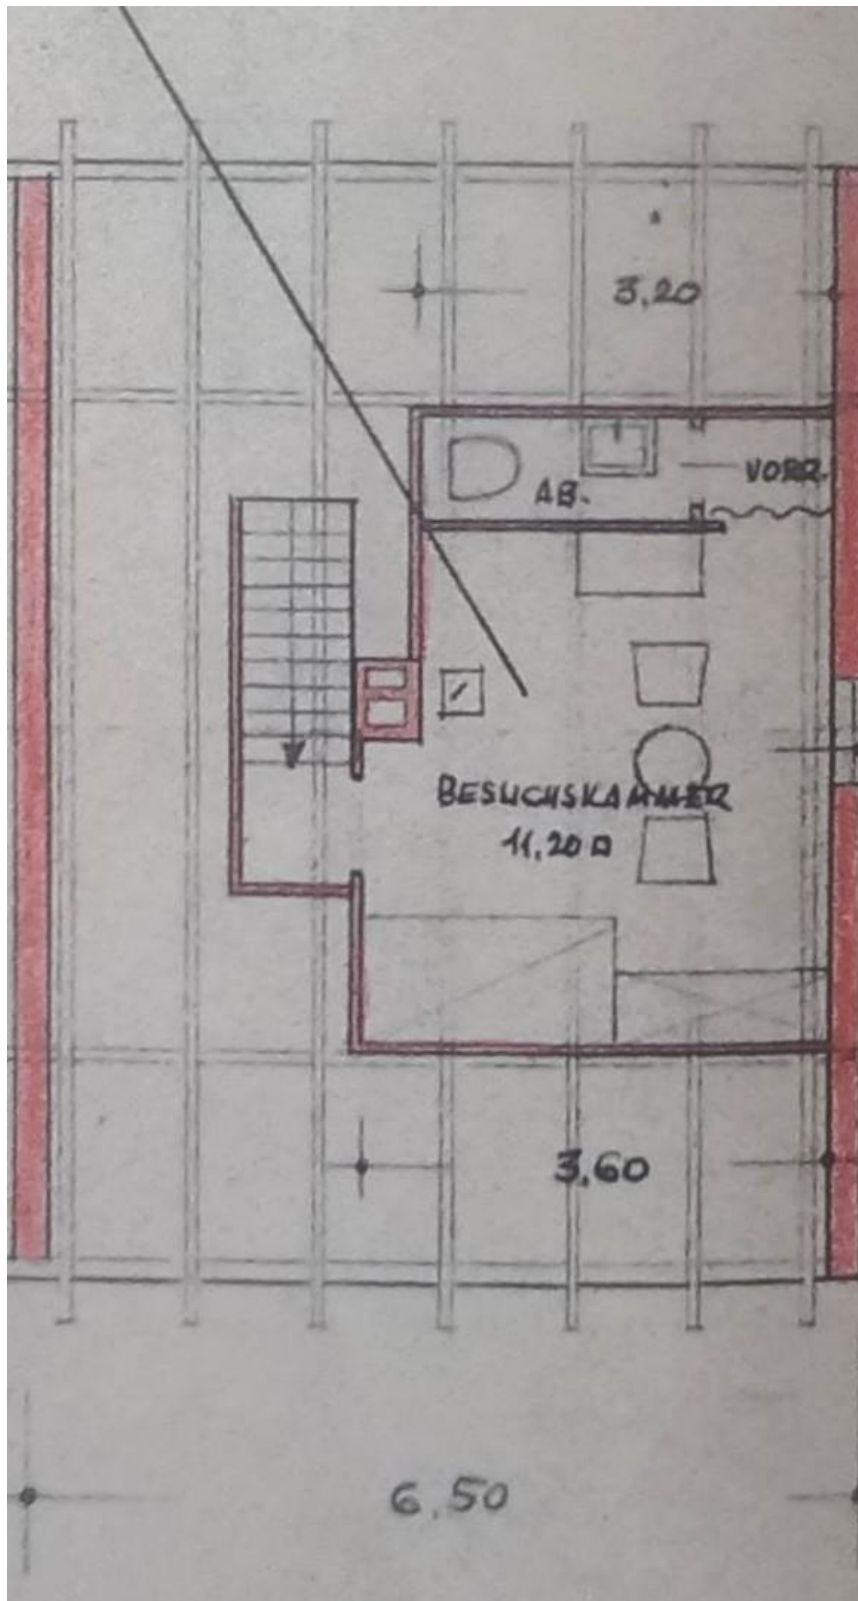 3.20
VORR.
AB.
BESUCHSKAMMER
11,20 ▢
3,60
6.50